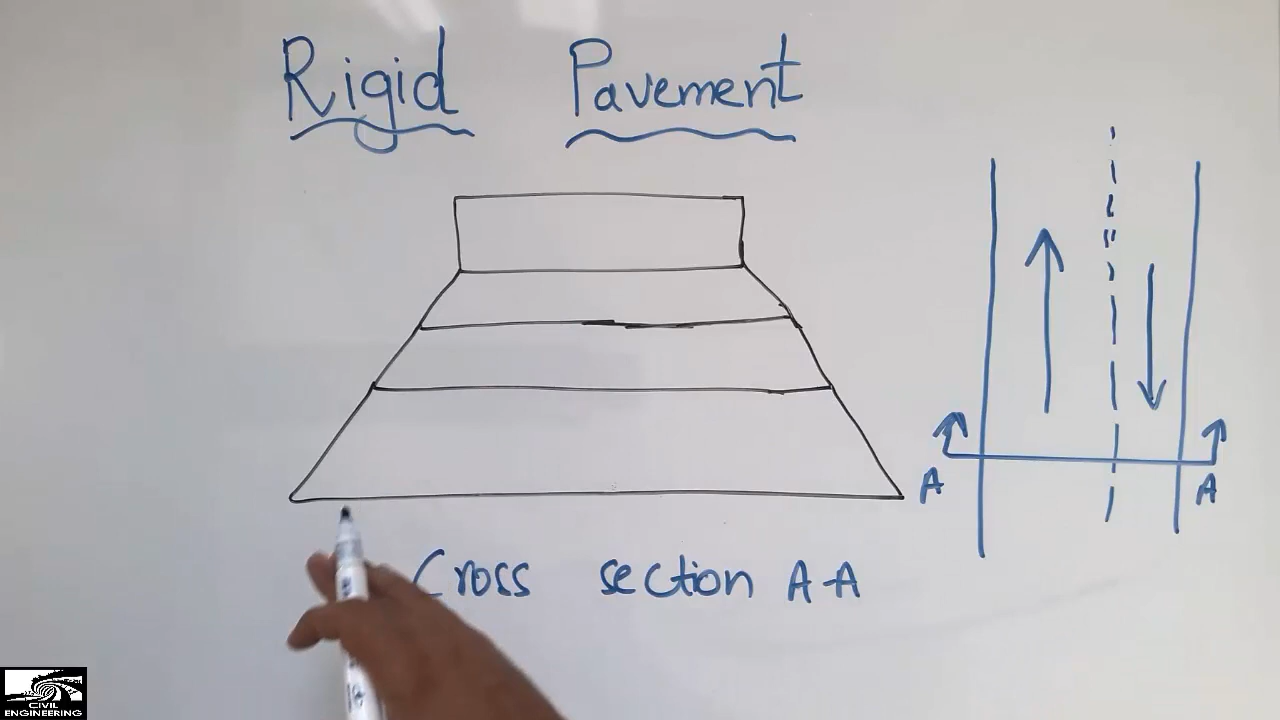 Rigid Pavement
A A
Cross section A-A
CIVIL
ENGINEERING